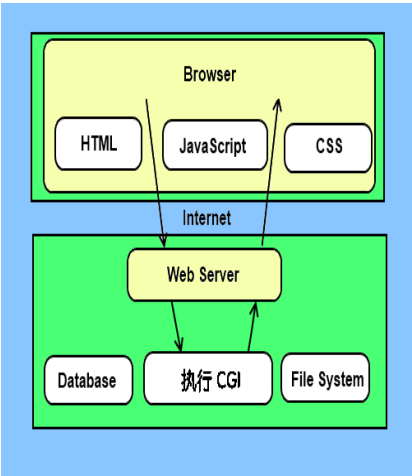 Browser
HTML
JavaScript
CSS
Internet
Web Server
Database
执行 CGI
File System